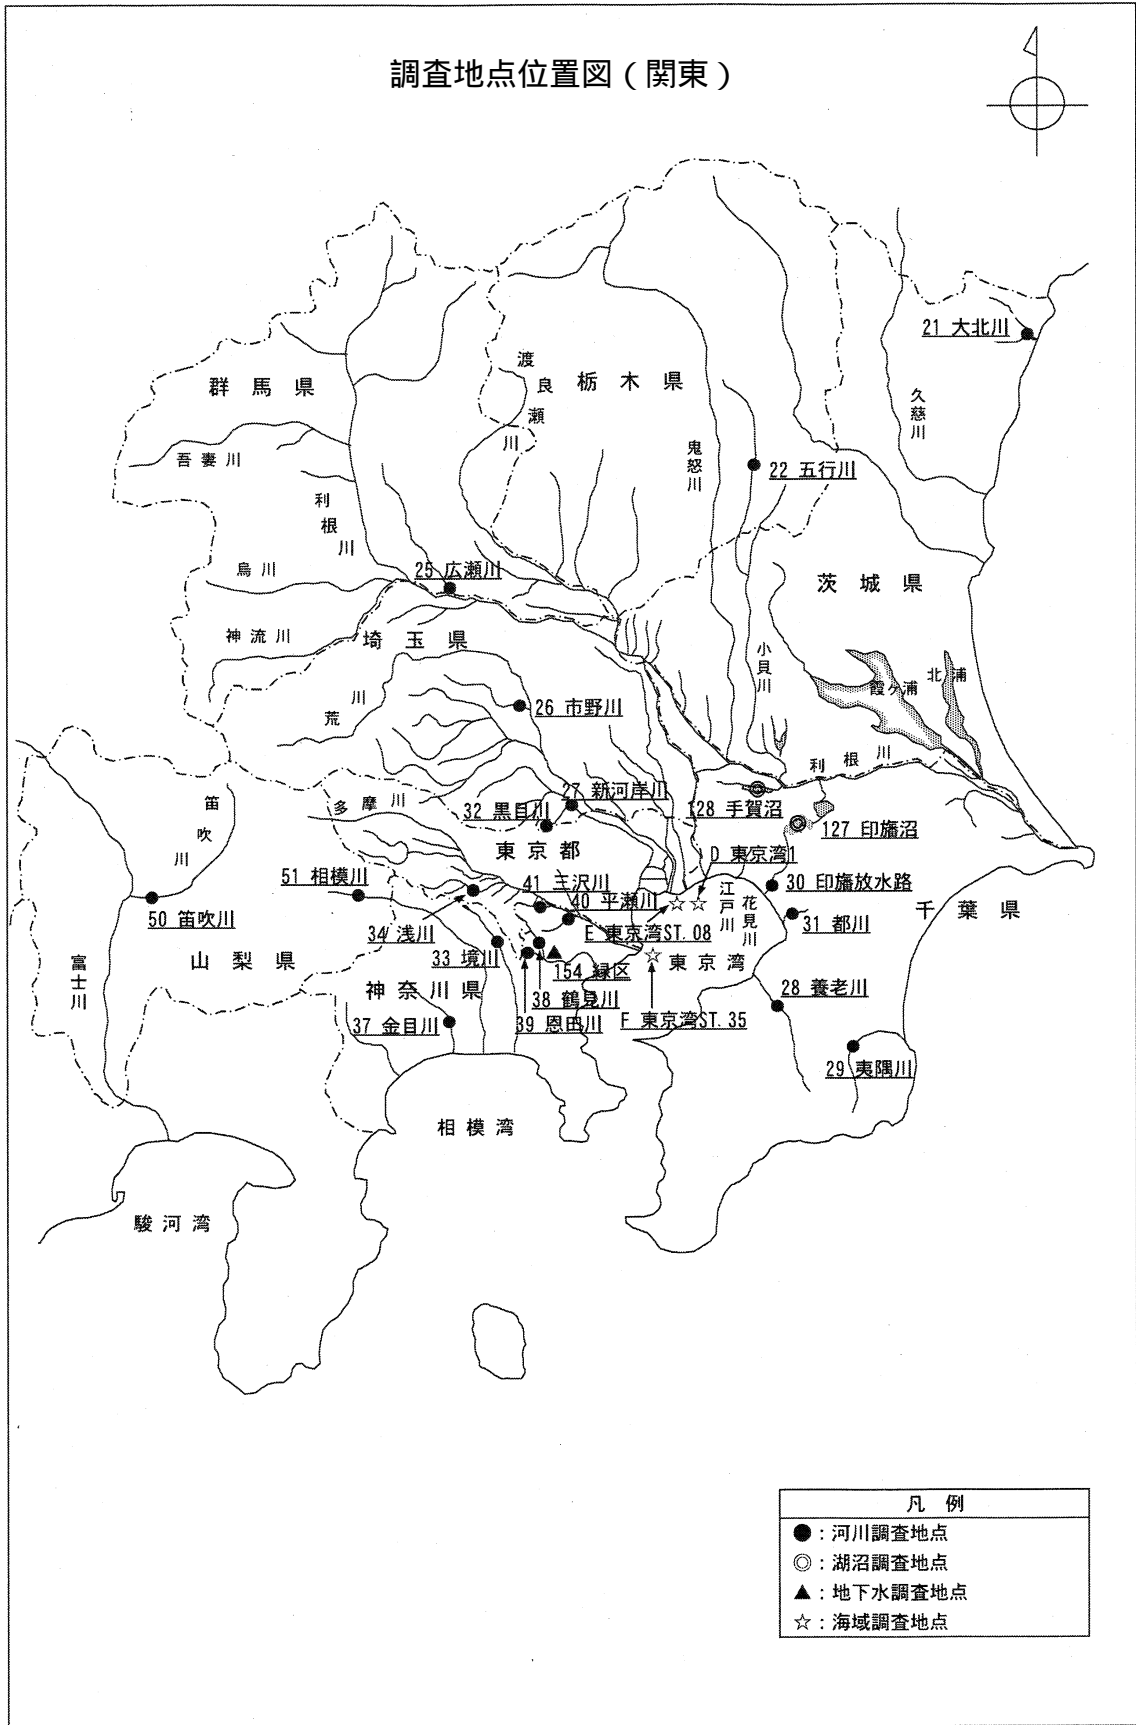 調査地点位置図（関東）
21 大北川
渡良瀬川
群馬県
栃木県
久慈川
鬼怒川
吾妻川
22 五行川
利根川
烏川
25 広瀬川
茨城県
神流川
埼玉県
小貝川
北浦
霞ヶ浦
荒川
26 市野川
利根川
笛吹川
多摩川
27 新河岸川
32 黒目川
128 手賀沼
127 印旛沼
東京都
D 東京湾1
51 相模川
41 三沢川
30 印旛放水路
50 笛吹川
40 平瀬川
江戸川
花見川
千葉県
34 浅川
E 東京湾ST.08
31 都川
富士川
山梨県
33 境川
154 緑区
東京湾
神奈川県
38 鶴見川
28 養老川
37 金目川
39 恩田川
F 東京湾ST.35
29 夷隅川
相模湾
駿河湾
凡例
●：河川調査地点
◎：湖沼調査地点
▲：地下水調査地点
☆：海域調査地点